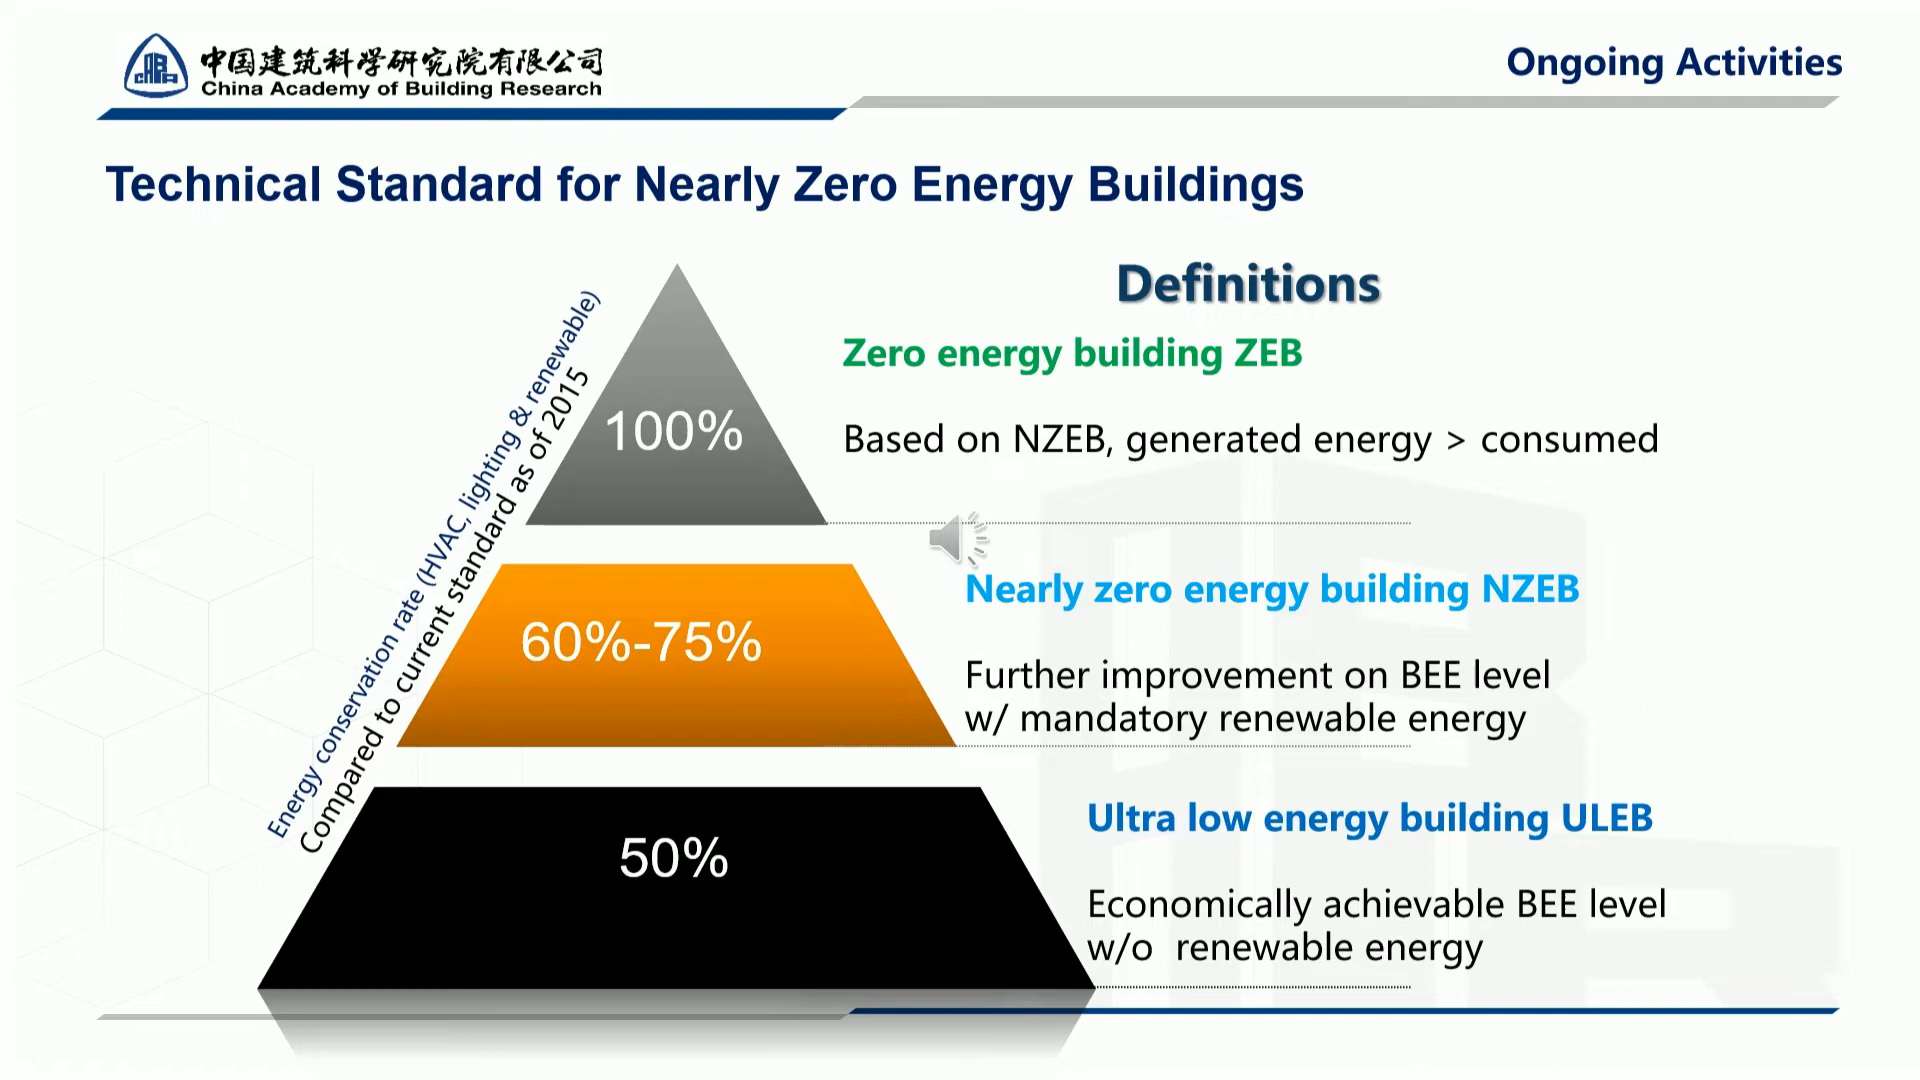 中国建筑科学研究院有限公司
China Academy of Building Research
CABR
Ongoing Activities
Technical Standard for Nearly Zero Energy Buildings
Definitions
Energy conservation rate (HVAC, lighting & renewable)
Compared to current standard as of 2015
100%
Zero energy building ZEB
Based on NZEB, generated energy > consumed
60%-75%
Nearly zero energy building NZEB
Further improvement on BEE level
w/ mandatory renewable energy
50%
Ultra low energy building ULEB
Economically achievable BEE level
w/o renewable energy